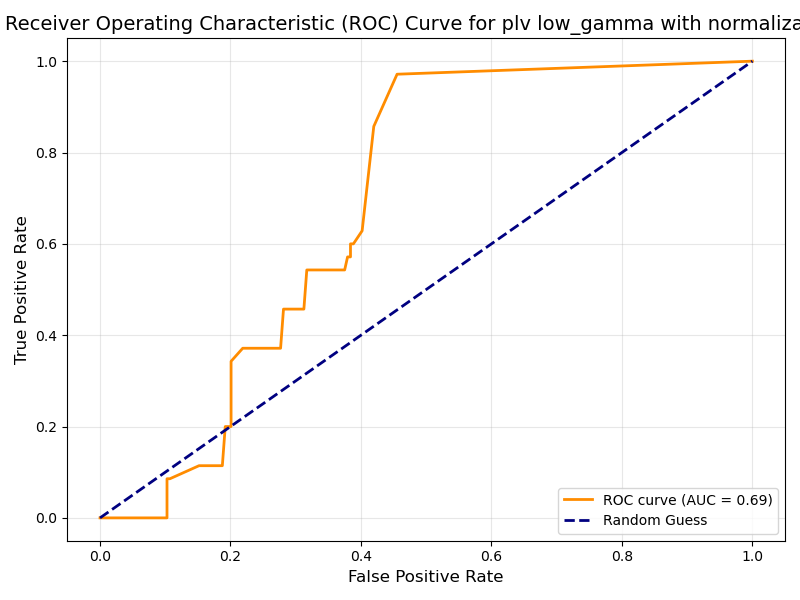 Receiver Operating Characteristic (ROC) Curve for plv low_gamma with normaliza
1.0
0.8
0.6
0.4
0.2
0.0
True Positive Rate
ROC curve (AUC = 0.69)
Random Guess
0.0 0.2 0.4 0.6 0.8 1.0
False Positive Rate